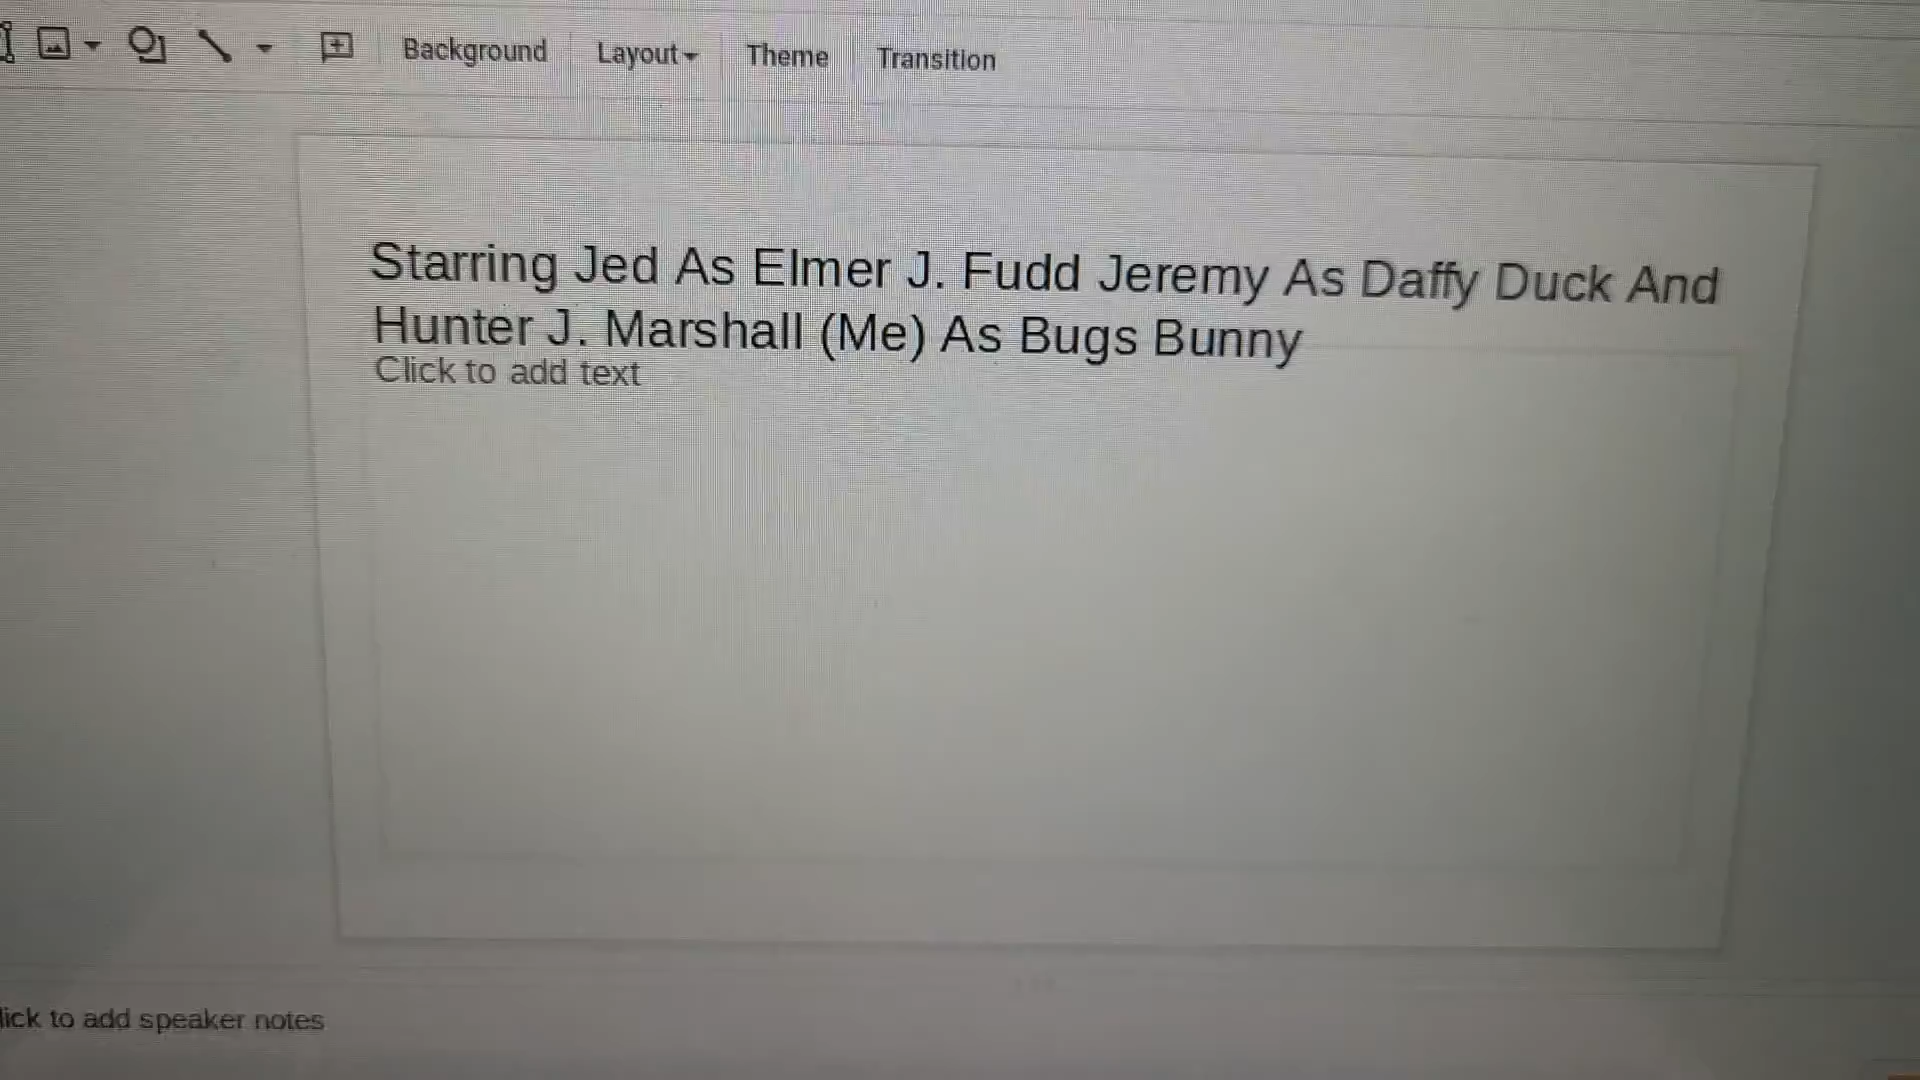 Background Layout Theme Transition
Starring Jed As Elmer J. Fudd Jeremy As Daffy Duck And
Hunter J. Marshall (Me) As Bugs Bunny
Click to add text
lick to add speaker notes